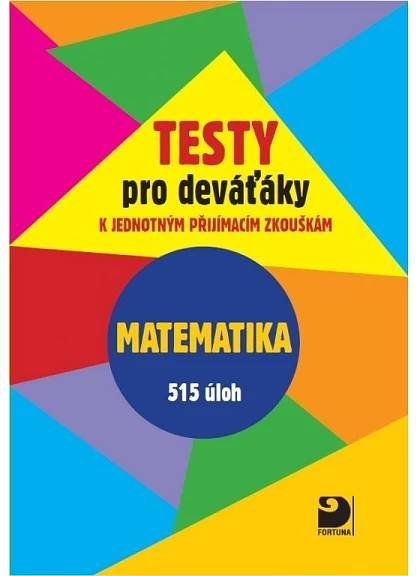 TESTY
pro deváťáky
K JEDNOTNÝM PŘIJÍMACÍM ZKOUŠKÁM
MATEMATIKA
515 úloh
FORTUNA